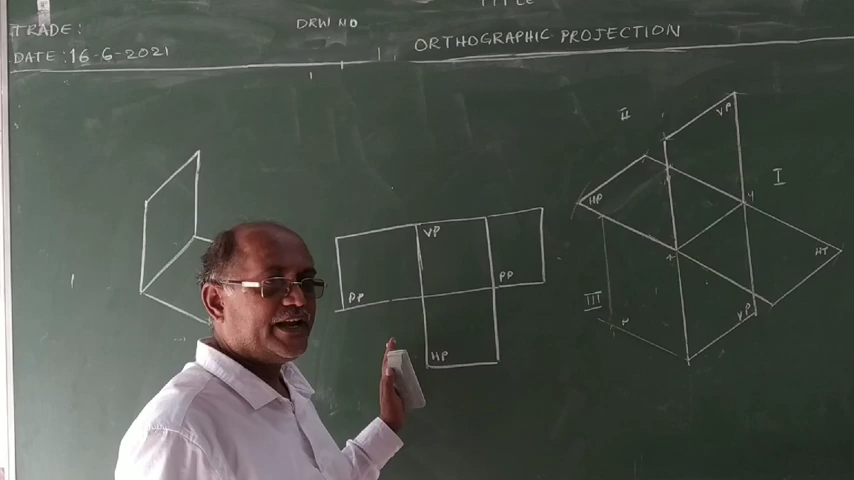 TITLE
TRADE:
DRW NO
DATE:16-6-2021
ORTHOGRAPHIC PROJECTION
II
VP
I
HP
VP
HT
PP
PP
III
VP
HP